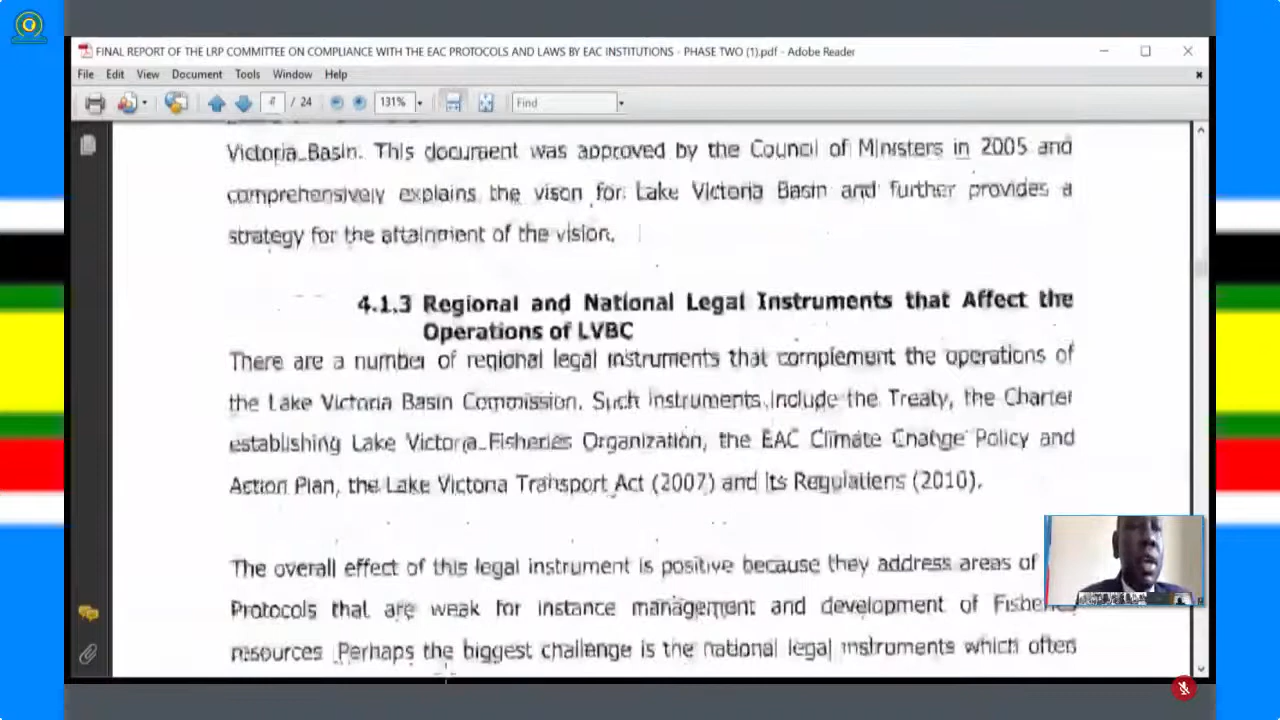 FINAL REPORT OF THE LRP COMMITTEE ON COMPLIANCE WITH THE EAC PROTOCOLS AND LAWS BY EAC INSTITUTIONS - PHASE TWO (1).pdf - Adobe Reader
File Edit View Document Tools Window Help
/ 24 131% Find
Victoria Basin. This document was approved by the Council of Ministers in 2005 and
comprehensively explains the vison for Lake Victoria Basin and further provides a
strategy for the attainment of the vision.
4.1.3 Regional and National Legal Instruments that Affect the
Operations of LVBC
There are a number of regional legal instruments that complement the operations of
the Lake Victoria Basin Commission. Such instruments include the Treaty, the Charter
establishing Lake Victoria Fisheries Organization, the EAC Climate Change Policy and
Action Plan, the Lake Victoria Transport Act (2007) and its Regulations (2010).
The overall effect of this legal instrument is positive because they address areas of
Protocols that are weak for instance management and development of
resources Perhaps the biggest challenge is the national legal instruments which often